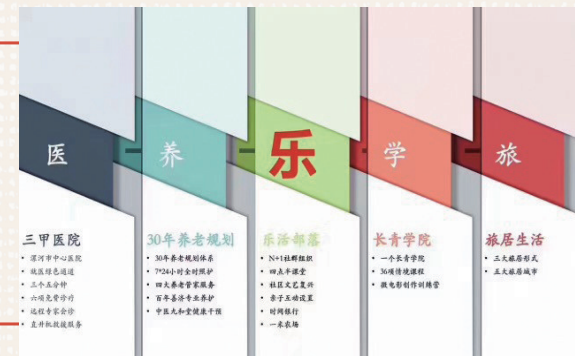 医
养
乐
学
旅
三甲医院
• 漯河市中心医院
• 就医绿色通道
• 三个五分钟
• 六项免费诊疗
• 远程专家会诊
• 直升机救援服务
30年养老规划
• 30年养老规划体系
• 7*24小时全时照护
• 四大养老管家服务
• 百年善济专业养护
• 中医九和堂健康干预
乐活部落
• N+1社群组织
• 四点半课堂
• 社区文艺复兴
• 亲子互动设置
• 时间银行
• 一米农场
长青学院
• 一个长青学院
• 36项情境课程
• 微电影创作训练营
旅居生活
• 三大旅居形式
• 五大旅居城市